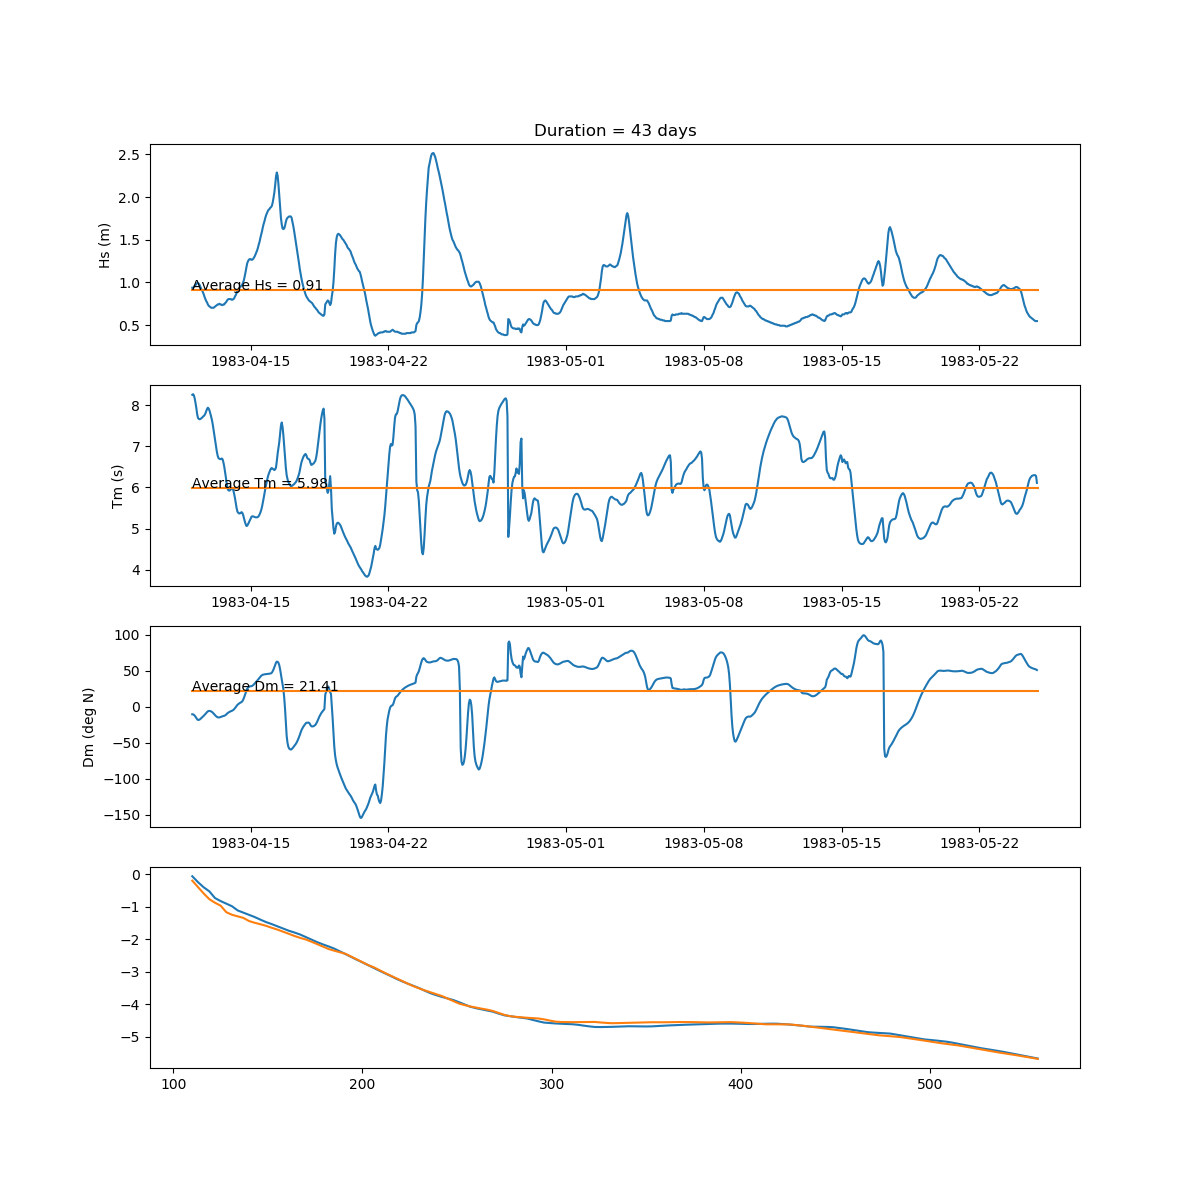 Duration = 43 days
2.5
2.0
1.5
1.0
0.5
Hs (m)
Average Hs = 0.91
1983-04-15 1983-04-22 1983-05-01 1983-05-08 1983-05-15 1983-05-22
8
7
6
5
4
Tm (s)
Average Tm = 5.98
1983-04-15 1983-04-22 1983-05-01 1983-05-08 1983-05-15 1983-05-22
100
50
0
−50
−100
−150
Dm (deg N)
Average Dm = 21.41
1983-04-15 1983-04-22 1983-05-01 1983-05-08 1983-05-15 1983-05-22
0
−1
−2
−3
−4
−5
100 200 300 400 500